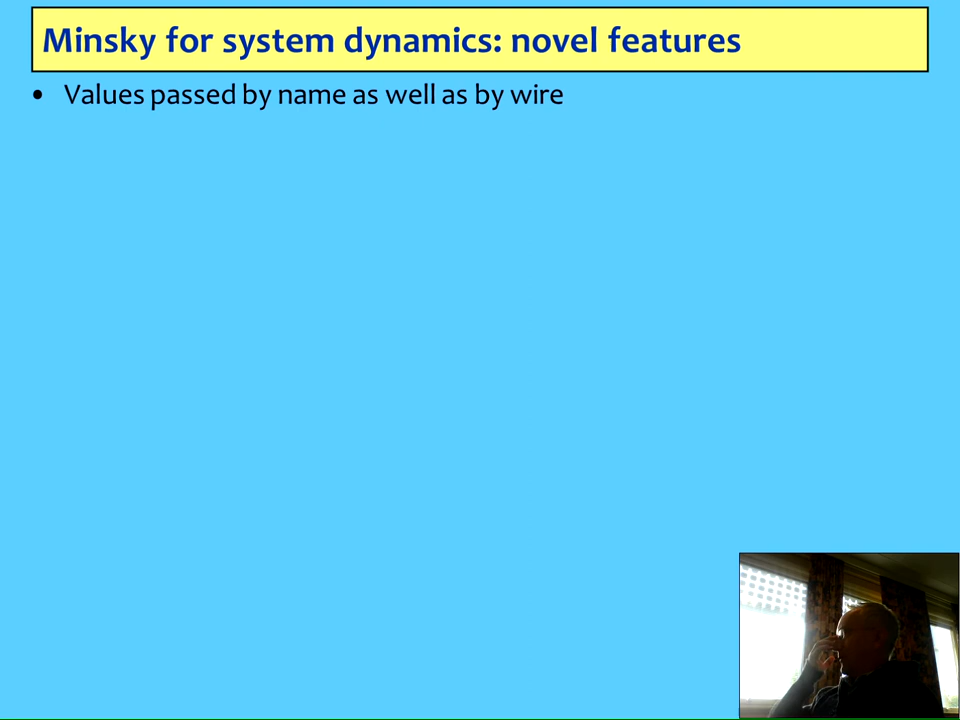 Minsky for system dynamics: novel features
• Values passed by name as well as by wire